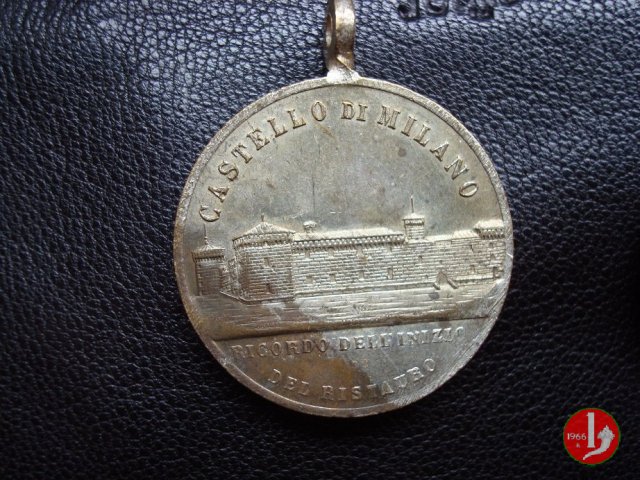 CASTELLO DI MILANO
RICORDO DELL'INIZIO
DEL RISTAURO
1966